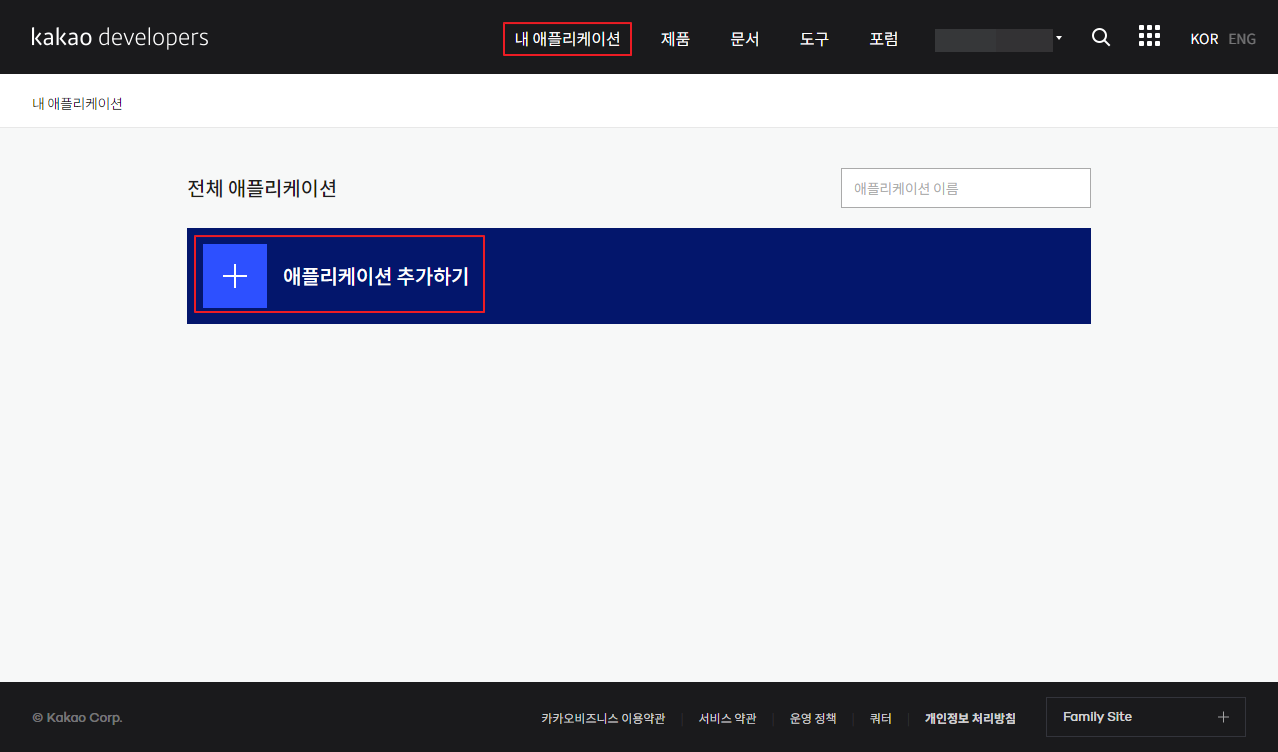 kakao developers 내 애플리케이션 제품 문서 도구 포럼 KOR ENG
내 애플리케이션
전체 애플리케이션 애플리케이션 이름
애플리케이션 추가하기
© Kakao Corp. 카카오비즈니스 이용약관 서비스 약관 운영 정책 쿼터 개인정보 처리방침 Family Site